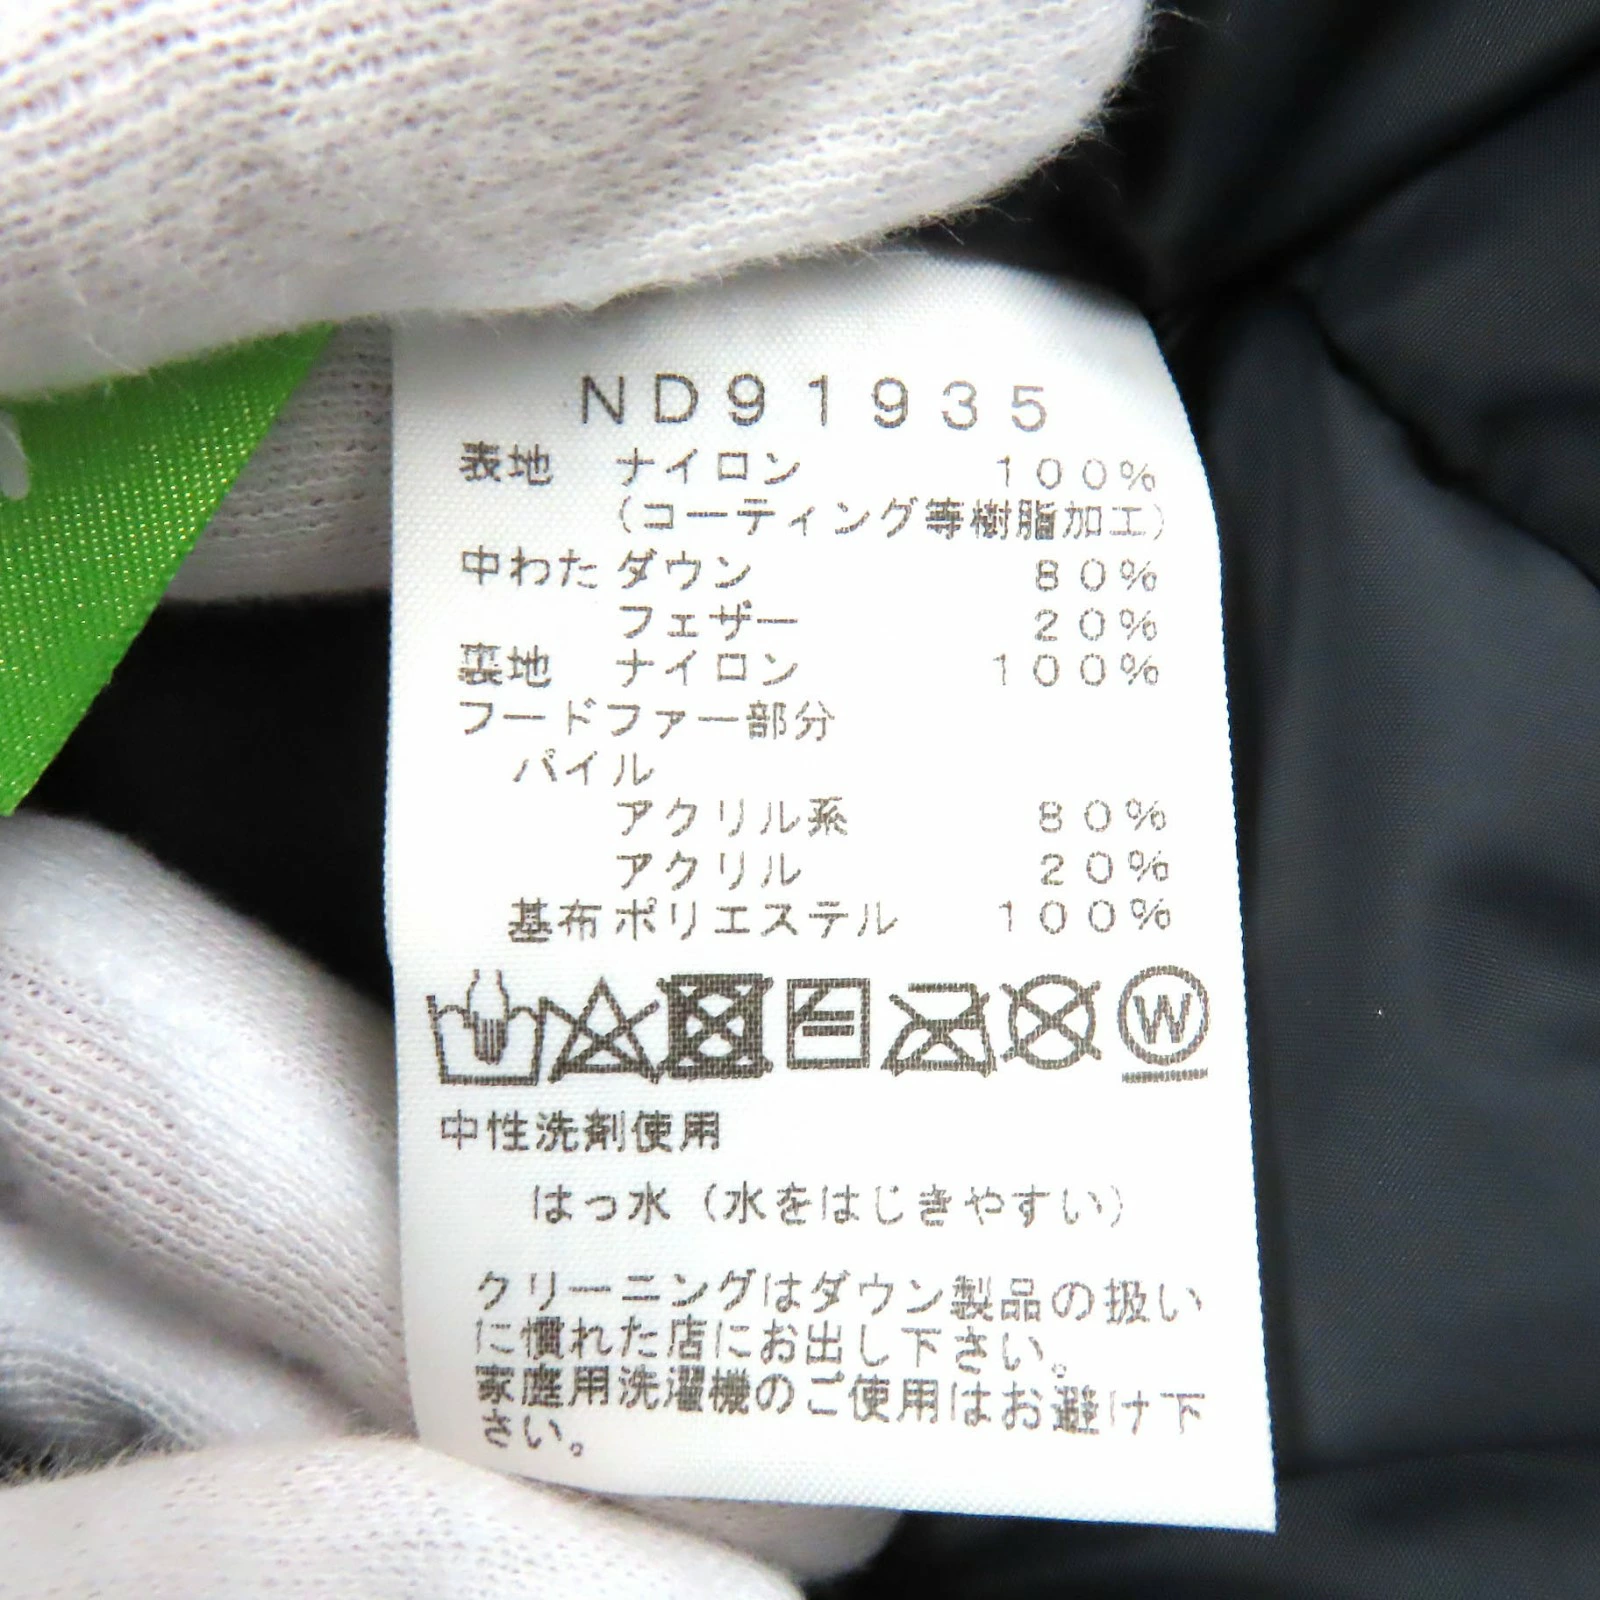 ND91935
表地 ナイロン 100%
(コーティング等樹脂加工)
中わた ダウン 80%
フェザー 20%
裏地 ナイロン 100%
フードファー部分
パイル
アクリル系 80%
アクリル 20%
基布 ポリエステル 100%
W
中性洗剤使用
はっ水(水をはじきやすい)
クリーニングはダウン製品の扱い
に慣れた店にお出し下さい。
家庭用洗濯機のご使用はお避け下
さい。